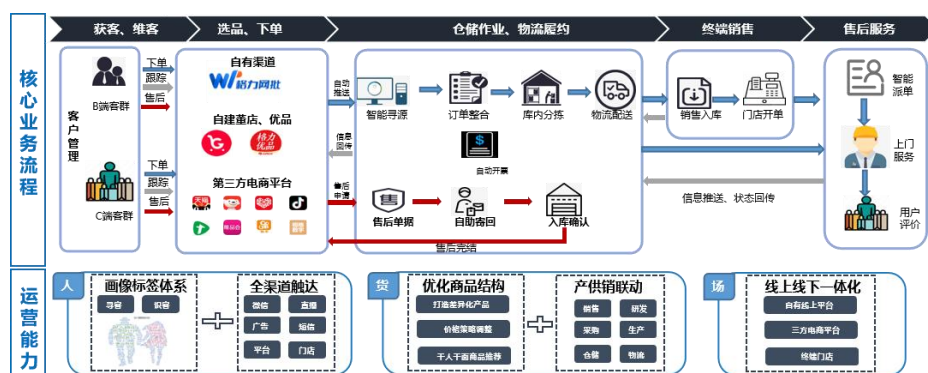 获客、维客
选品、下单
仓储作业、物流履约
终端销售
售后服务
核心业务流程
客户管理
B端客群
C端客群
下单
跟踪
售后
下单
跟踪
售后
自有渠道
格力网批
自建董店、优品
格力优品
第三方电商平台
天猫
唯品会
自动推送
信息回传
售后申请
智能寻源
订单整合
库内分拣
物流配送
自动开票
售后单据
自助寄回
入库确认
售后完结
销售入库
门店开单
信息推送、状态回传
智能派单
上门服务
用户评价
运营能力
人
画像标签体系
寻客
识客
全渠道触达
微信
直播
广告
短信
平台
门店
货
优化商品结构
打造差异化产品
价格策略调整
千人千面商品推荐
产供销联动
销售
研发
采购
生产
仓储
物流
场
线上线下一体化
自有线上平台
三方电商平台
终端门店